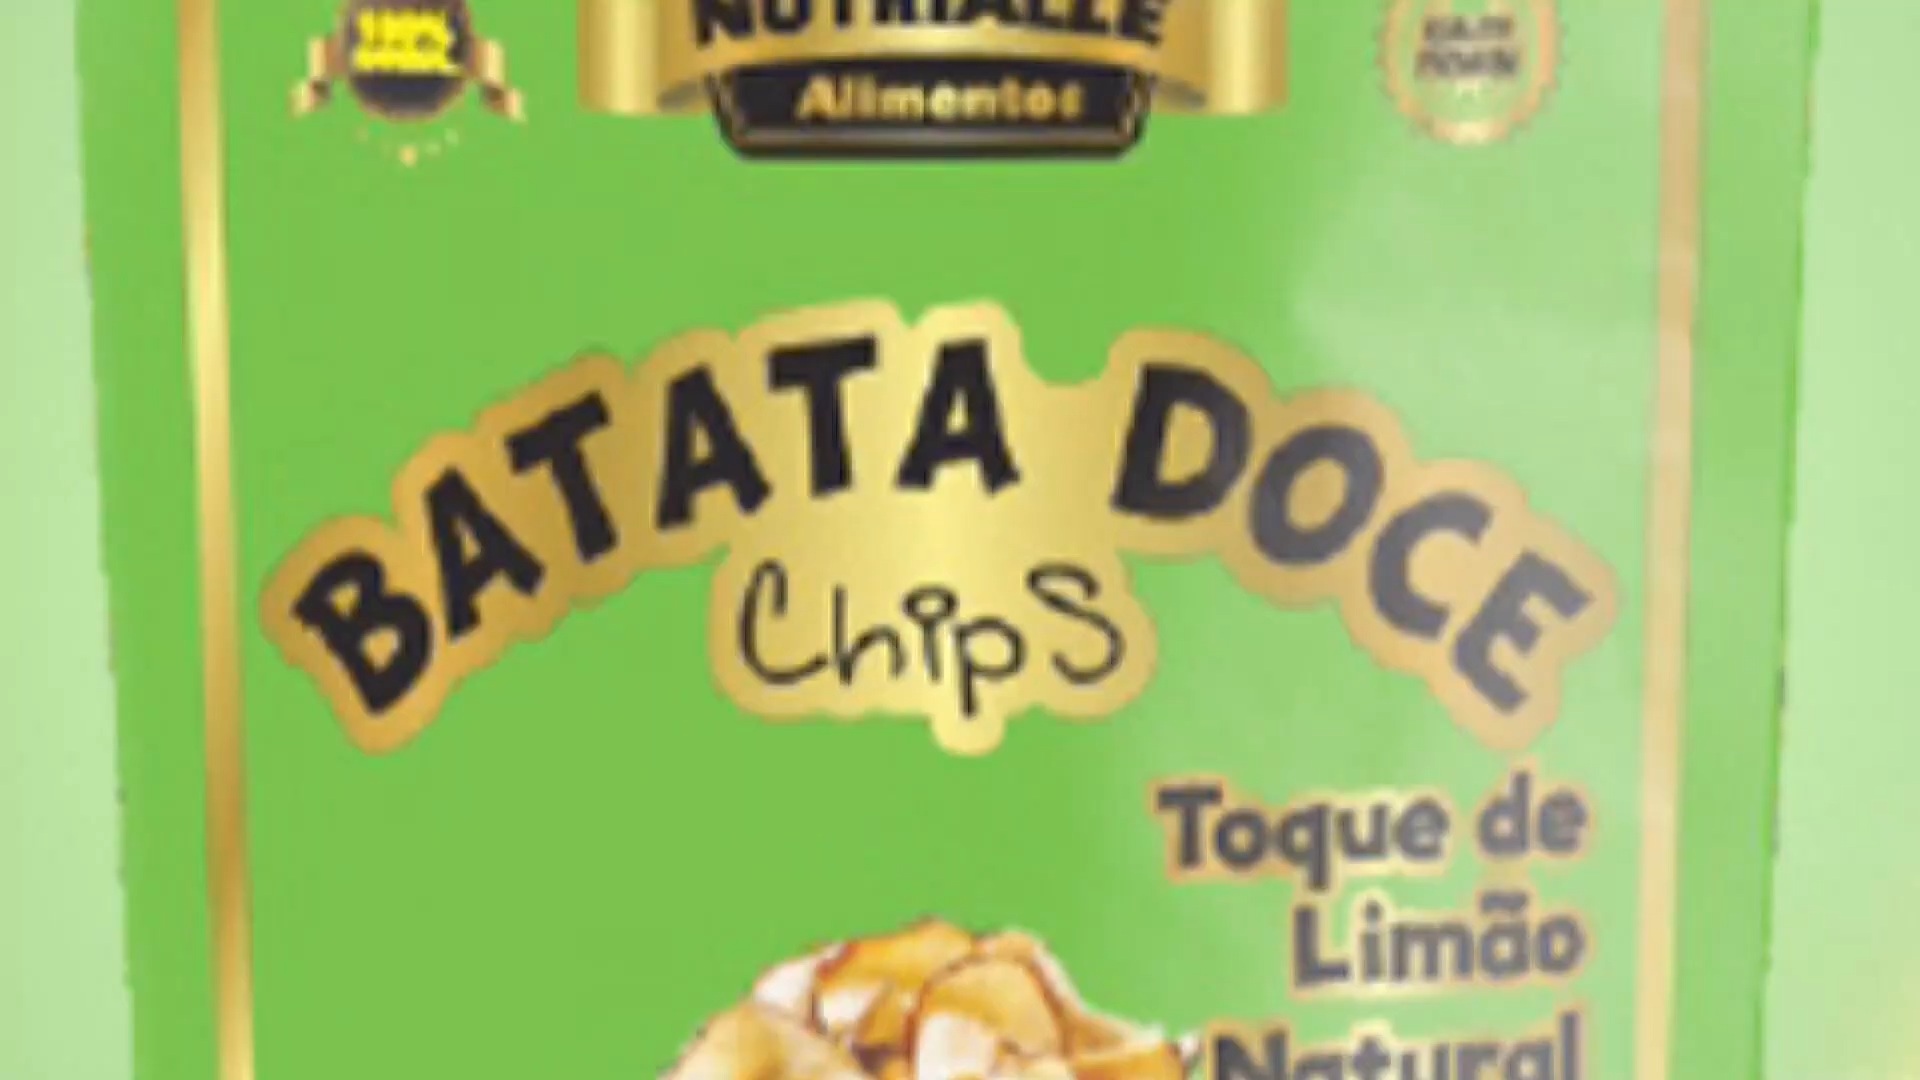 NUTRIALLE
Alimentos
BATATA DOCE
Chips
Toque de
Limão
Natural